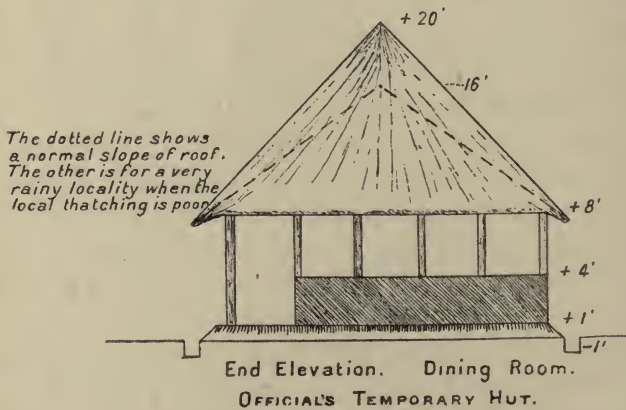 + 20'
16'
The dotted line shows
a normal slope of roof.
The other is for a very
rainy locality when the
local thatching is poor
+ 8'
+ 4'
+ 1'
-1'
End Elevation. Dining Room.
OFFICIAL'S TEMPORARY HUT.